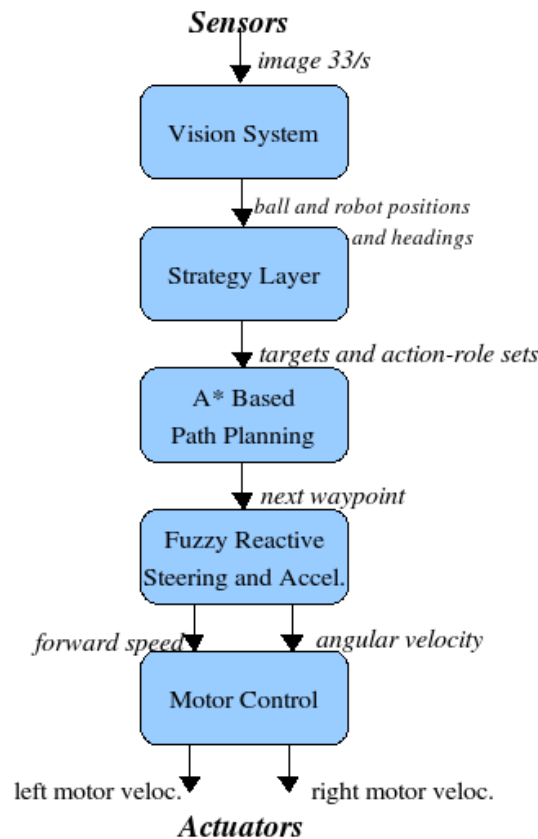 Sensors
image 33/s
Vision System
ball and robot positions
and headings
Strategy Layer
targets and action-role sets
A* Based
Path Planning
next waypoint
Fuzzy Reactive
Steering and Accel.
forward speed
angular velocity
Motor Control
left motor veloc.
right motor veloc.
Actuators